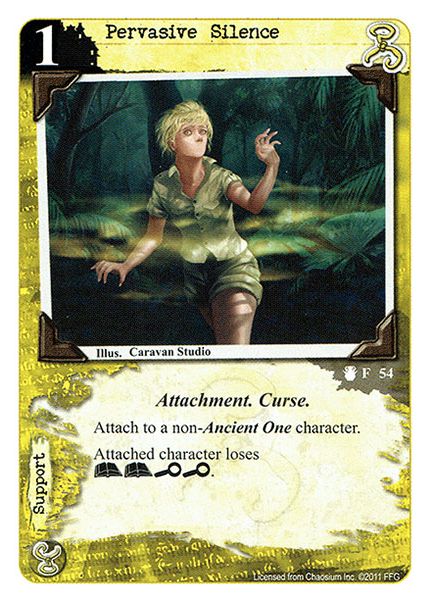 1
Pervasive Silence
Illus. Caravan Studio
F 54
Attachment. Curse.
Attach to a non-Ancient One character.
Attached character loses
.
Support
Licensed from Chaosium Inc. ©2011 FFG